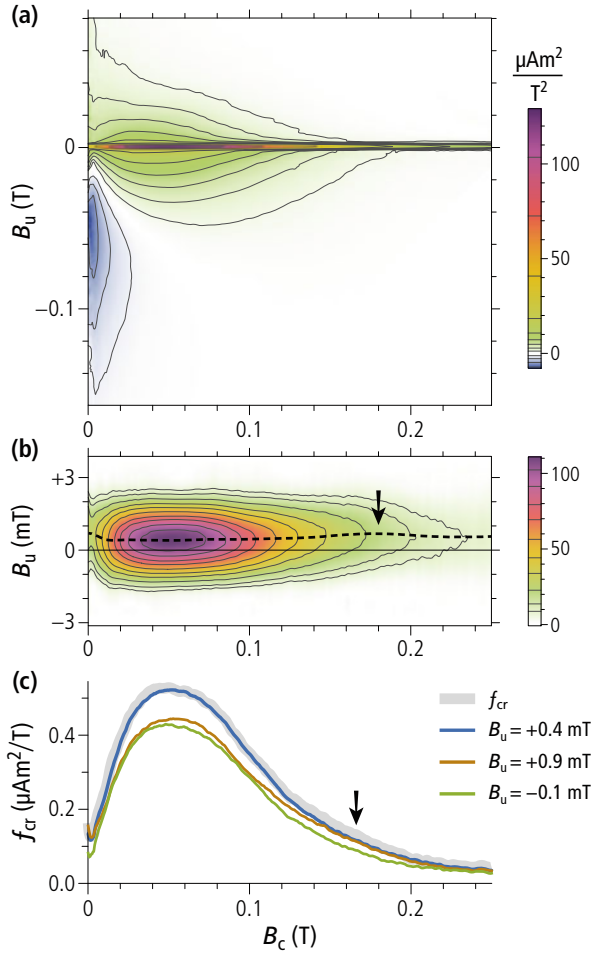 (a)
μAm²
T²
100
50
0
B_u (T)
0
−0.1
0
0.1
0.2
(b)
B_u (mT)
+3
0
−3
0
0.1
0.2
100
50
0
(c)
f_cr (μAm²/T)
0.4
0.2
0.0
f_cr
B_u = +0.4 mT
B_u = +0.9 mT
B_u = −0.1 mT
0
0.1
0.2
B_c (T)